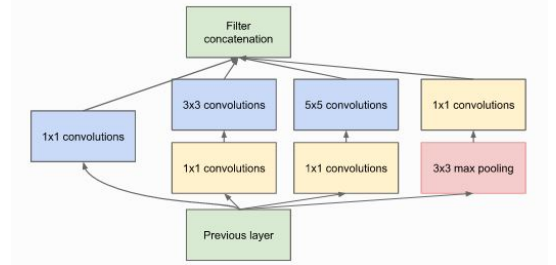 Filter
concatenation
3x3 convolutions
5x5 convolutions
1x1 convolutions
1x1 convolutions
1x1 convolutions
1x1 convolutions
3x3 max pooling
Previous layer